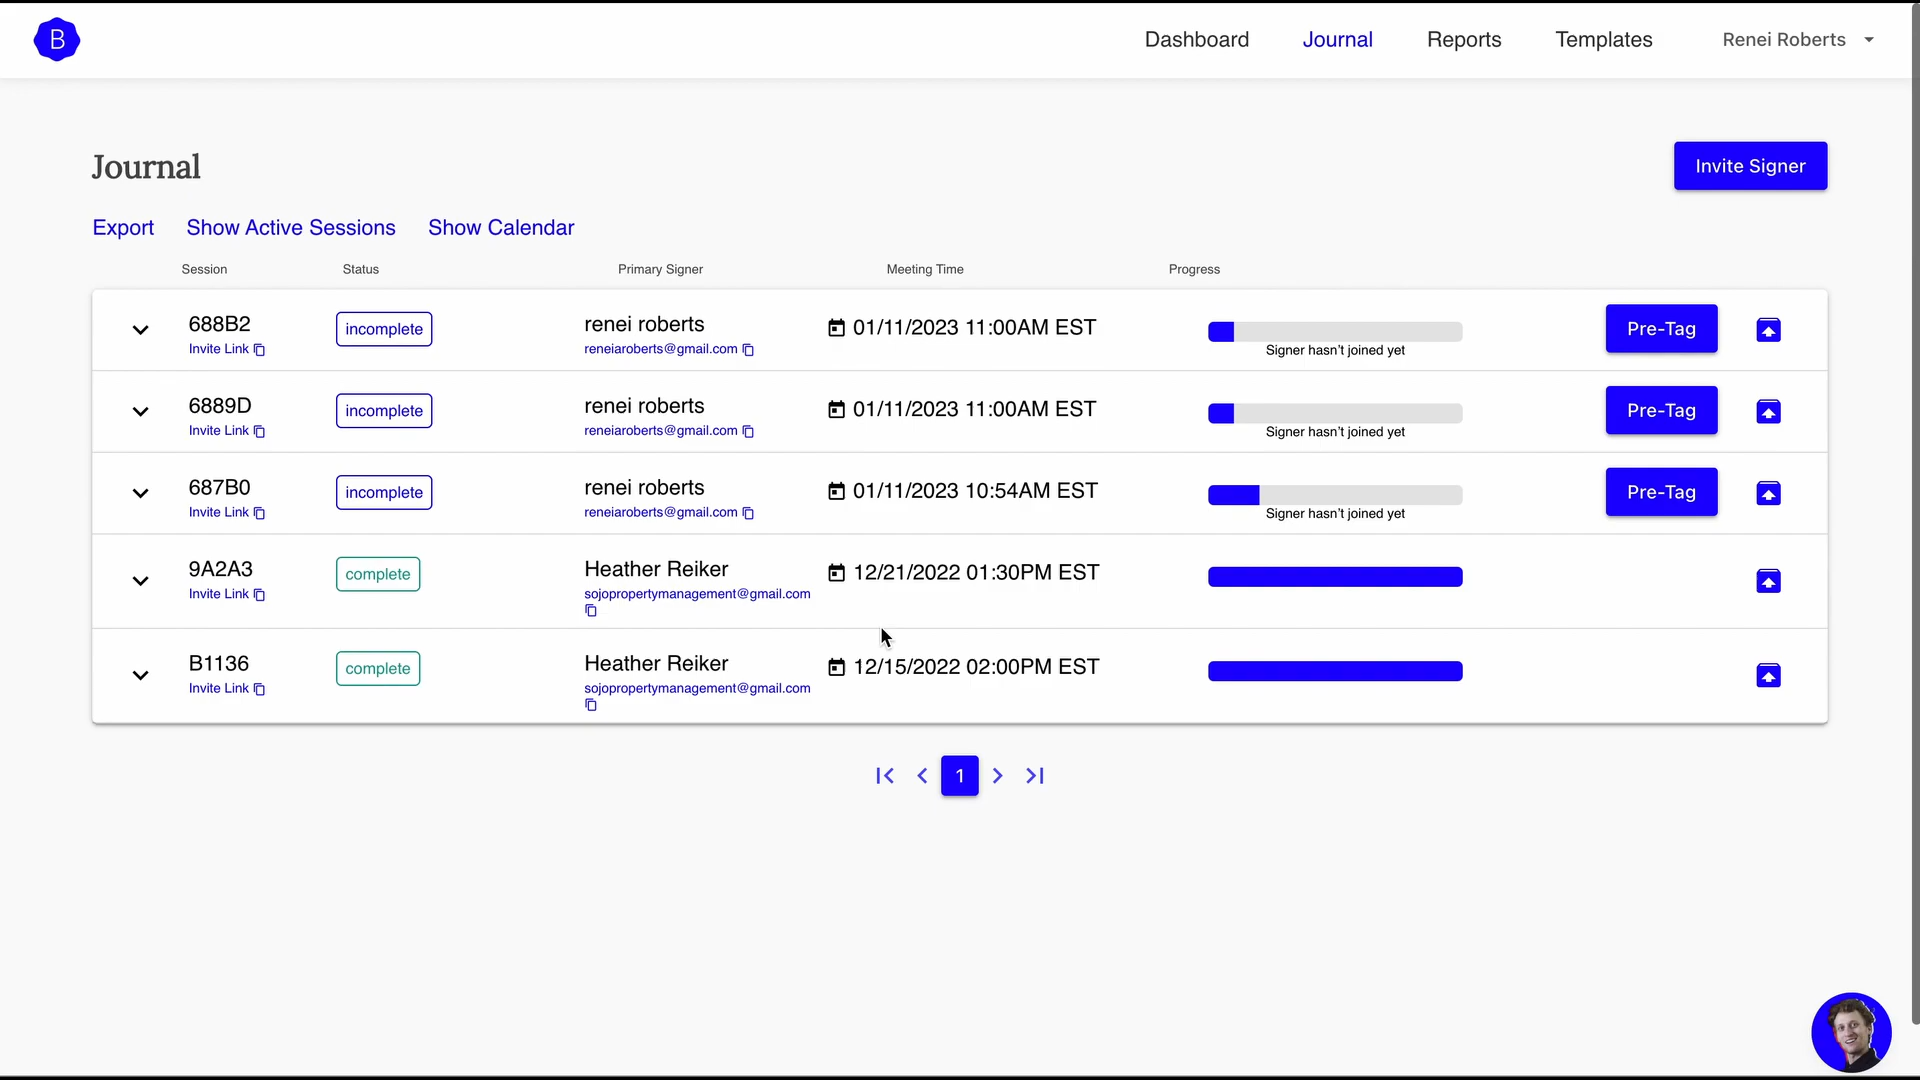 B
Dashboard Journal Reports Templates Renei Roberts
Journal
Invite Signer
Export Show Active Sessions Show Calendar
Session Status Primary Signer Meeting Time Progress
688B2 incomplete renei roberts 01/11/2023 11:00AM EST Pre-Tag
Invite Link reneiaroberts@gmail.com Signer hasn't joined yet
6889D incomplete renei roberts 01/11/2023 11:00AM EST Pre-Tag
Invite Link reneiaroberts@gmail.com Signer hasn't joined yet
687B0 incomplete renei roberts 01/11/2023 10:54AM EST Pre-Tag
Invite Link reneiaroberts@gmail.com Signer hasn't joined yet
9A2A3 complete Heather Reiker 12/21/2022 01:30PM EST
Invite Link sojopropertymanagement@gmail.com
B1136 complete Heather Reiker 12/15/2022 02:00PM EST
Invite Link sojopropertymanagement@gmail.com
1